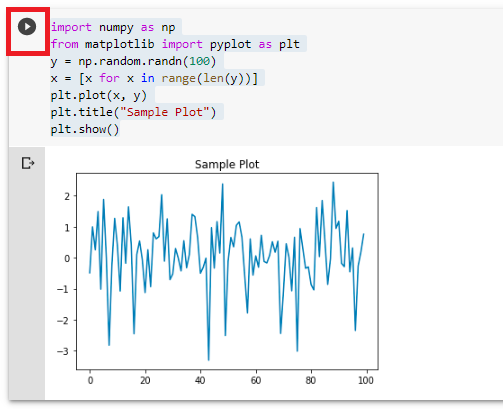 import numpy as np
from matplotlib import pyplot as plt
y = np.random.randn(100)
x = [x for x in range(len(y))]
plt.plot(x, y)
plt.title("Sample Plot")
plt.show()
Sample Plot
2
1
0
−1
−2
−3
0 20 40 60 80 100